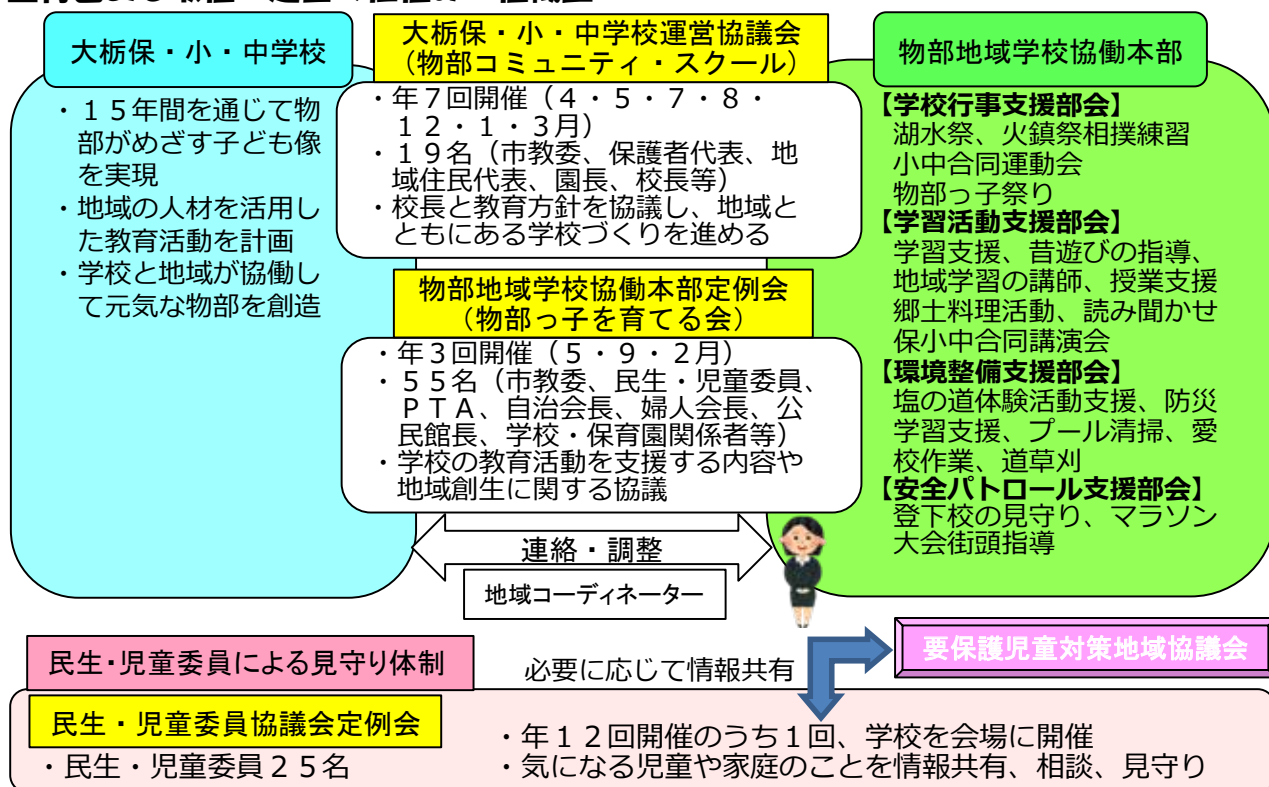 大栃保・小・中学校
・１５年間を通じて物
部がめざす子ども像
を実現
・地域の人材を活用し
た教育活動を計画
・学校と地域が協働し
て元気な物部を創造
大栃保・小・中学校運営協議会
（物部コミュニティ・スクール）
・年７回開催（４・５・７・８・
１２・１・３月）
・１９名（市教委、保護者代表、地
域住民代表、園長、校長等）
・校長と教育方針を協議し、地域と
ともにある学校づくりを進める
物部地域学校協働本部定例会
（物部っ子を育てる会）
・年３回開催（５・９・２月）
・５５名（市教委、民生・児童委員、
ＰＴＡ、自治会長、婦人会長、公
民館長、学校・保育園関係者等）
・学校の教育活動を支援する内容や
地域創生に関する協議
連絡・調整
地域コーディネーター
物部地域学校協働本部
【学校行事支援部会】
湖水祭、火鎮祭相撲練習
小中合同運動会
物部っ子祭り
【学習活動支援部会】
学習支援、昔遊びの指導、
地域学習の講師、授業支援
郷土料理活動、読み聞かせ
保小中合同講演会
【環境整備支援部会】
塩の道体験活動支援、防災
学習支援、プール清掃、愛
校作業、道草刈
【安全パトロール支援部会】
登下校の見守り、マラソン
大会街頭指導
民生・児童委員による見守り体制
必要に応じて情報共有
要保護児童対策地域協議会
民生・児童委員協議会定例会
・民生・児童委員２５名
・年１２回開催のうち１回、学校を会場に開催
・気になる児童や家庭のことを情報共有、相談、見守り